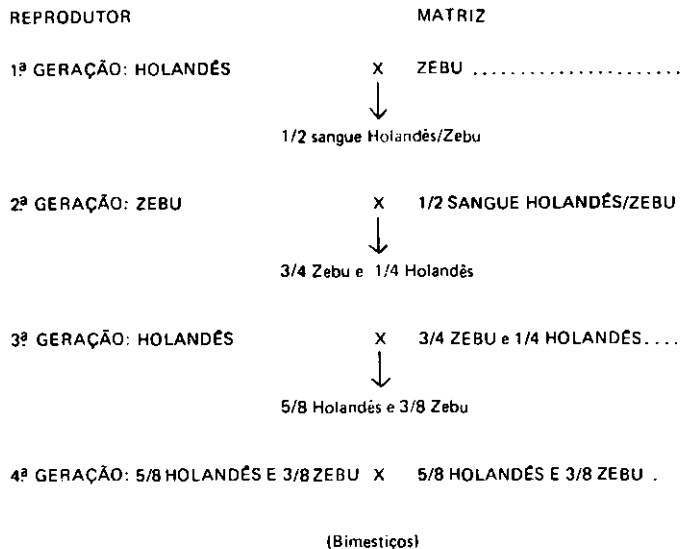 REPRODUTOR MATRIZ
1ª GERAÇÃO: HOLANDÊS X ZEBU ......................
1/2 sangue Holandês/Zebu
2ª GERAÇÃO: ZEBU X 1/2 SANGUE HOLANDÊS/ZEBU
3/4 Zebu e 1/4 Holandês
3ª GERAÇÃO: HOLANDÊS X 3/4 ZEBU e 1/4 HOLANDÊS....
5/8 Holandês e 3/8 Zebu
4ª GERAÇÃO: 5/8 HOLANDÊS E 3/8 ZEBU X 5/8 HOLANDÊS E 3/8 ZEBU .
(Bimestiços)